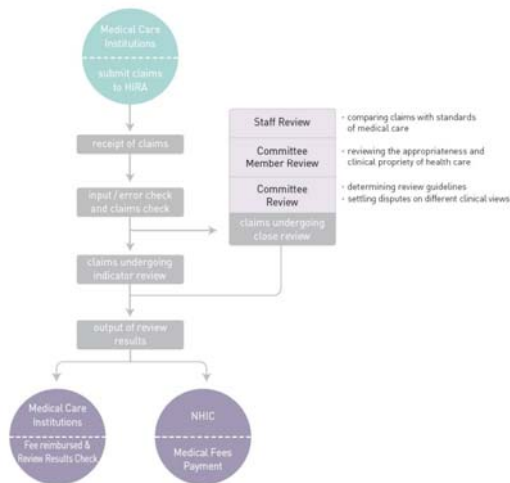 Medical Care
Institutions
submit claims
to HIRA
receipt of claims
input / error check
and claims check
Staff Review
· comparing claims with standards
of medical care
Committee
Member Review
· reviewing the appropriateness and
clinical propriety of health care
Committee
Review
· determining review guidelines
· settling disputes on different clinical views
claims undergoing
close review
claims undergoing
indicator review
output of review
results
Medical Care
Institutions
Fee reimbursed &
Review Results Check
NHIC
Medical Fees
Payment